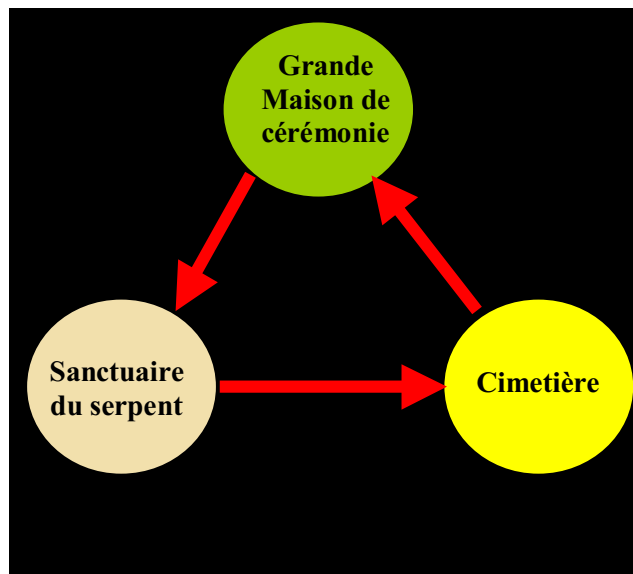 Grande
Maison de
cérémonie
Sanctuaire
du serpent
Cimetière